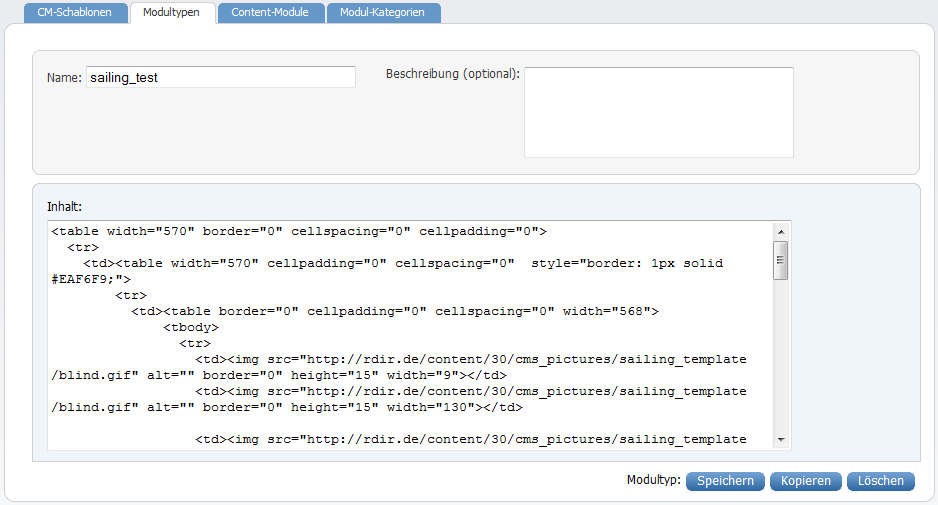 CM-Schablonen Modultypen Content-Module Modul-Kategorien
Name: sailing_test Beschreibung (optional):
Inhalt:
<table width="570" border="0" cellspacing="0" cellpadding="0">
<tr>
<td><table width="570" cellpadding="0" cellspacing="0"  style="border: 1px solid
#EAF6F9;">
<tr>
<td><table border="0" cellpadding="0" cellspacing="0" width="568">
<tbody>
<tr>
<td><img src="http://rdir.de/content/30/cms_pictures/sailing_template
/blind.gif" alt="" border="0" height="15" width="9"></td>
<td><img src="http://rdir.de/content/30/cms_pictures/sailing_template
/blind.gif" alt="" border="0" height="15" width="130"></td>
<td><img src="http://rdir.de/content/30/cms_pictures/sailing_template
Modultyp: Speichern Kopieren Löschen